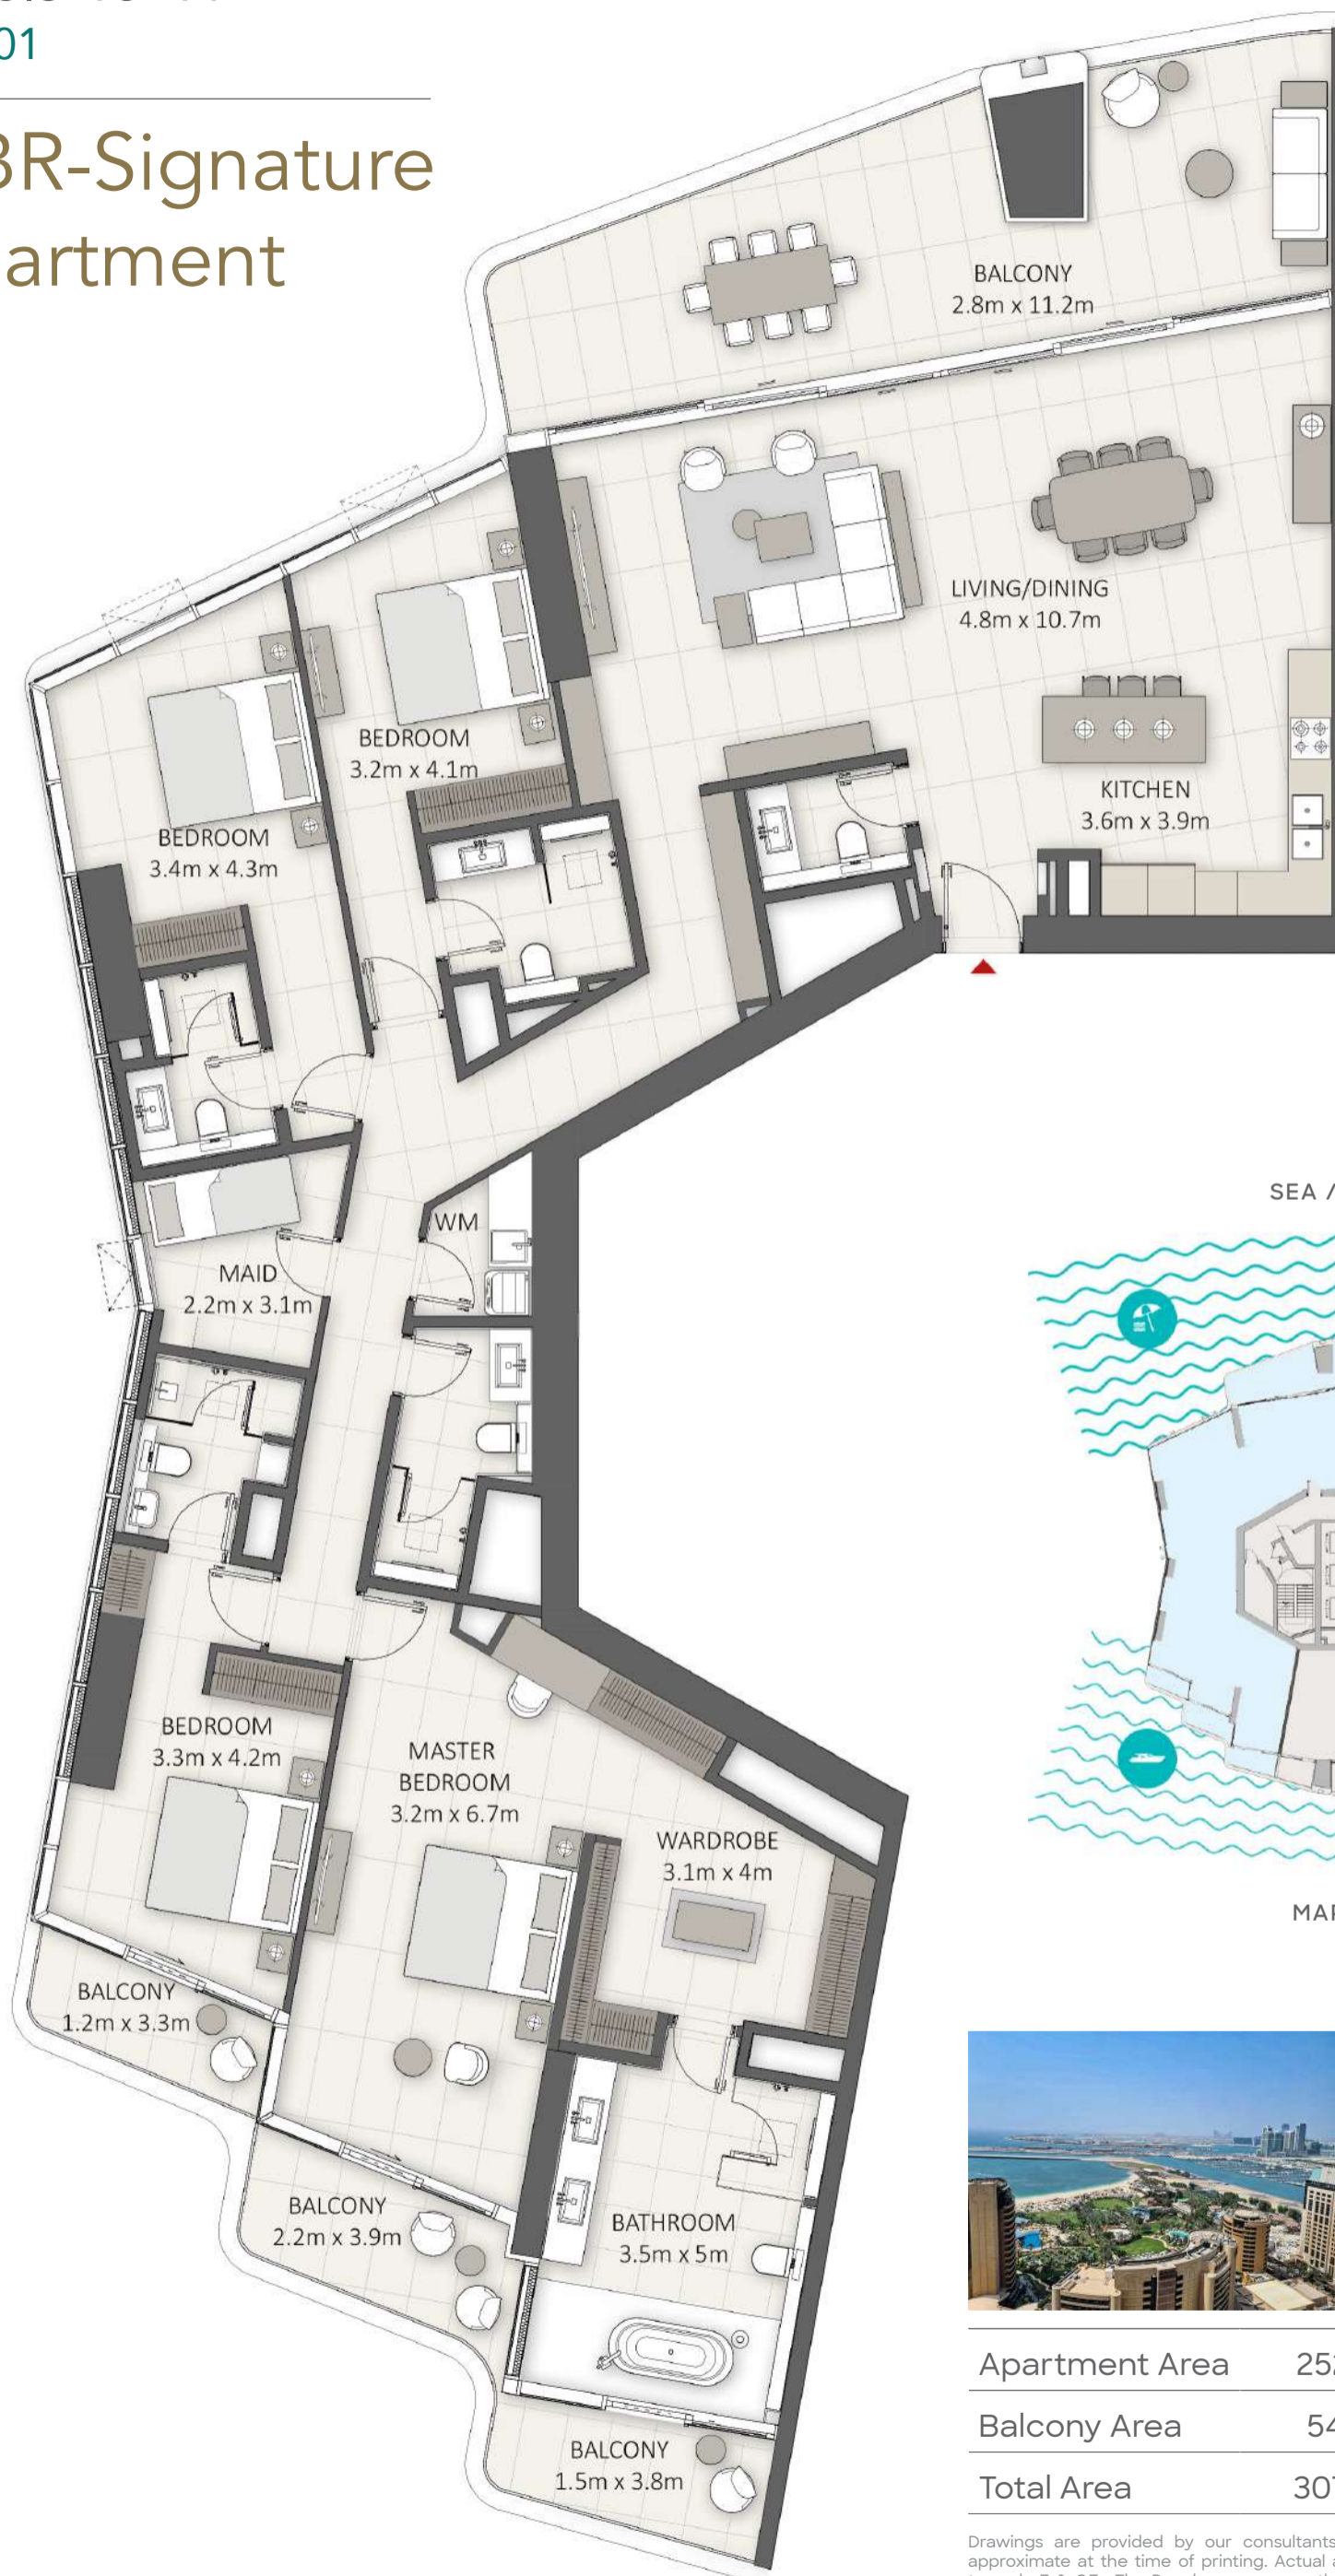 01
BR-Signature
artment
BALCONY
2.8m x 11.2m
LIVING/DINING
4.8m x 10.7m
BEDROOM
3.2m x 4.1m
KITCHEN
3.6m x 3.9m
BEDROOM
3.4m x 4.3m
SEA /
WM
MAID
2.2m x 3.1m
BEDROOM
3.3m x 4.2m
MASTER
BEDROOM
3.2m x 6.7m
WARDROBE
3.1m x 4m
MAR
BALCONY
1.2m x 3.3m
BALCONY
2.2m x 3.9m
BATHROOM
3.5m x 5m
Apartment Area 252
Balcony Area 54
Total Area 307
BALCONY
1.5m x 3.8m
Drawings are provided by our consultants
approximate at the time of printing. Actual a